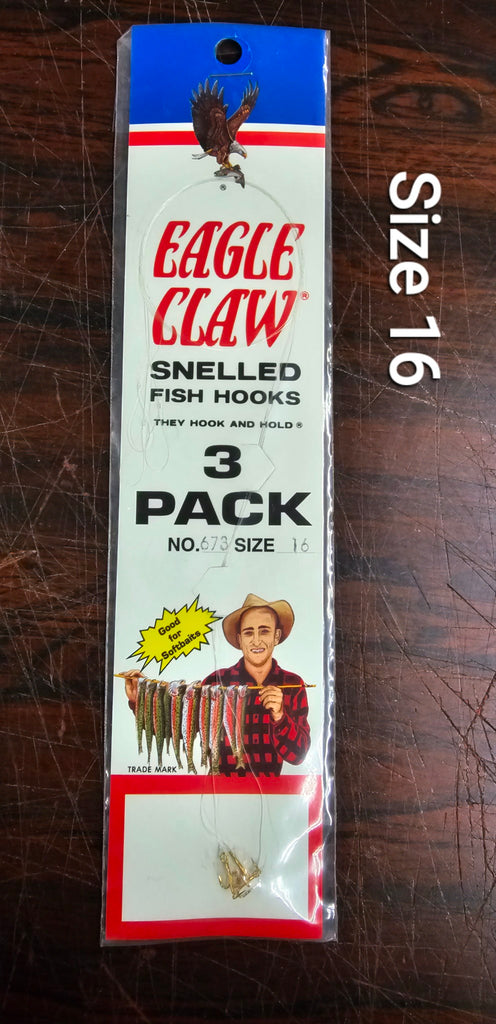 ®
EAGLE
CLAW®
SNELLED
FISH HOOKS
THEY HOOK AND HOLD®
3
PACK
NO. 673 SIZE 16
Good
for
Softbaits
TRADE MARK
Size 16